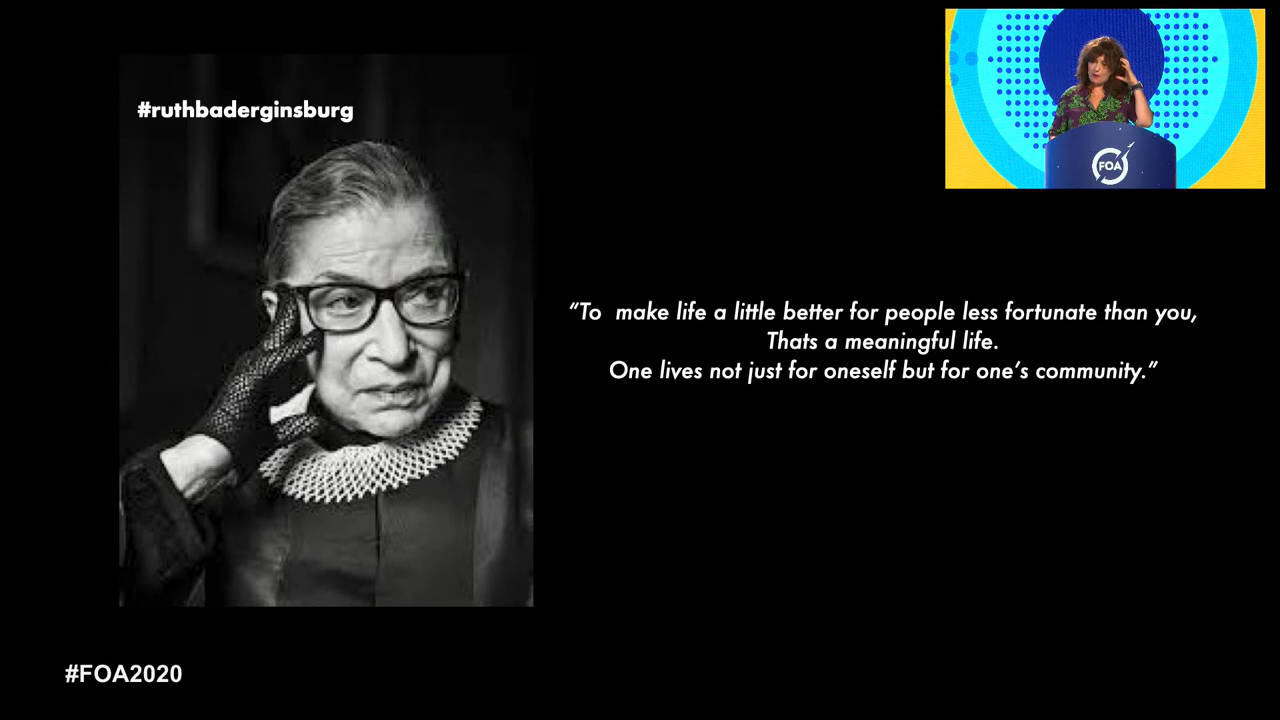 #ruthbaderginsburg
FOA
“To make life a little better for people less fortunate than you,
Thats a meaningful life.
One lives not just for oneself but for one’s community.”
#FOA2020